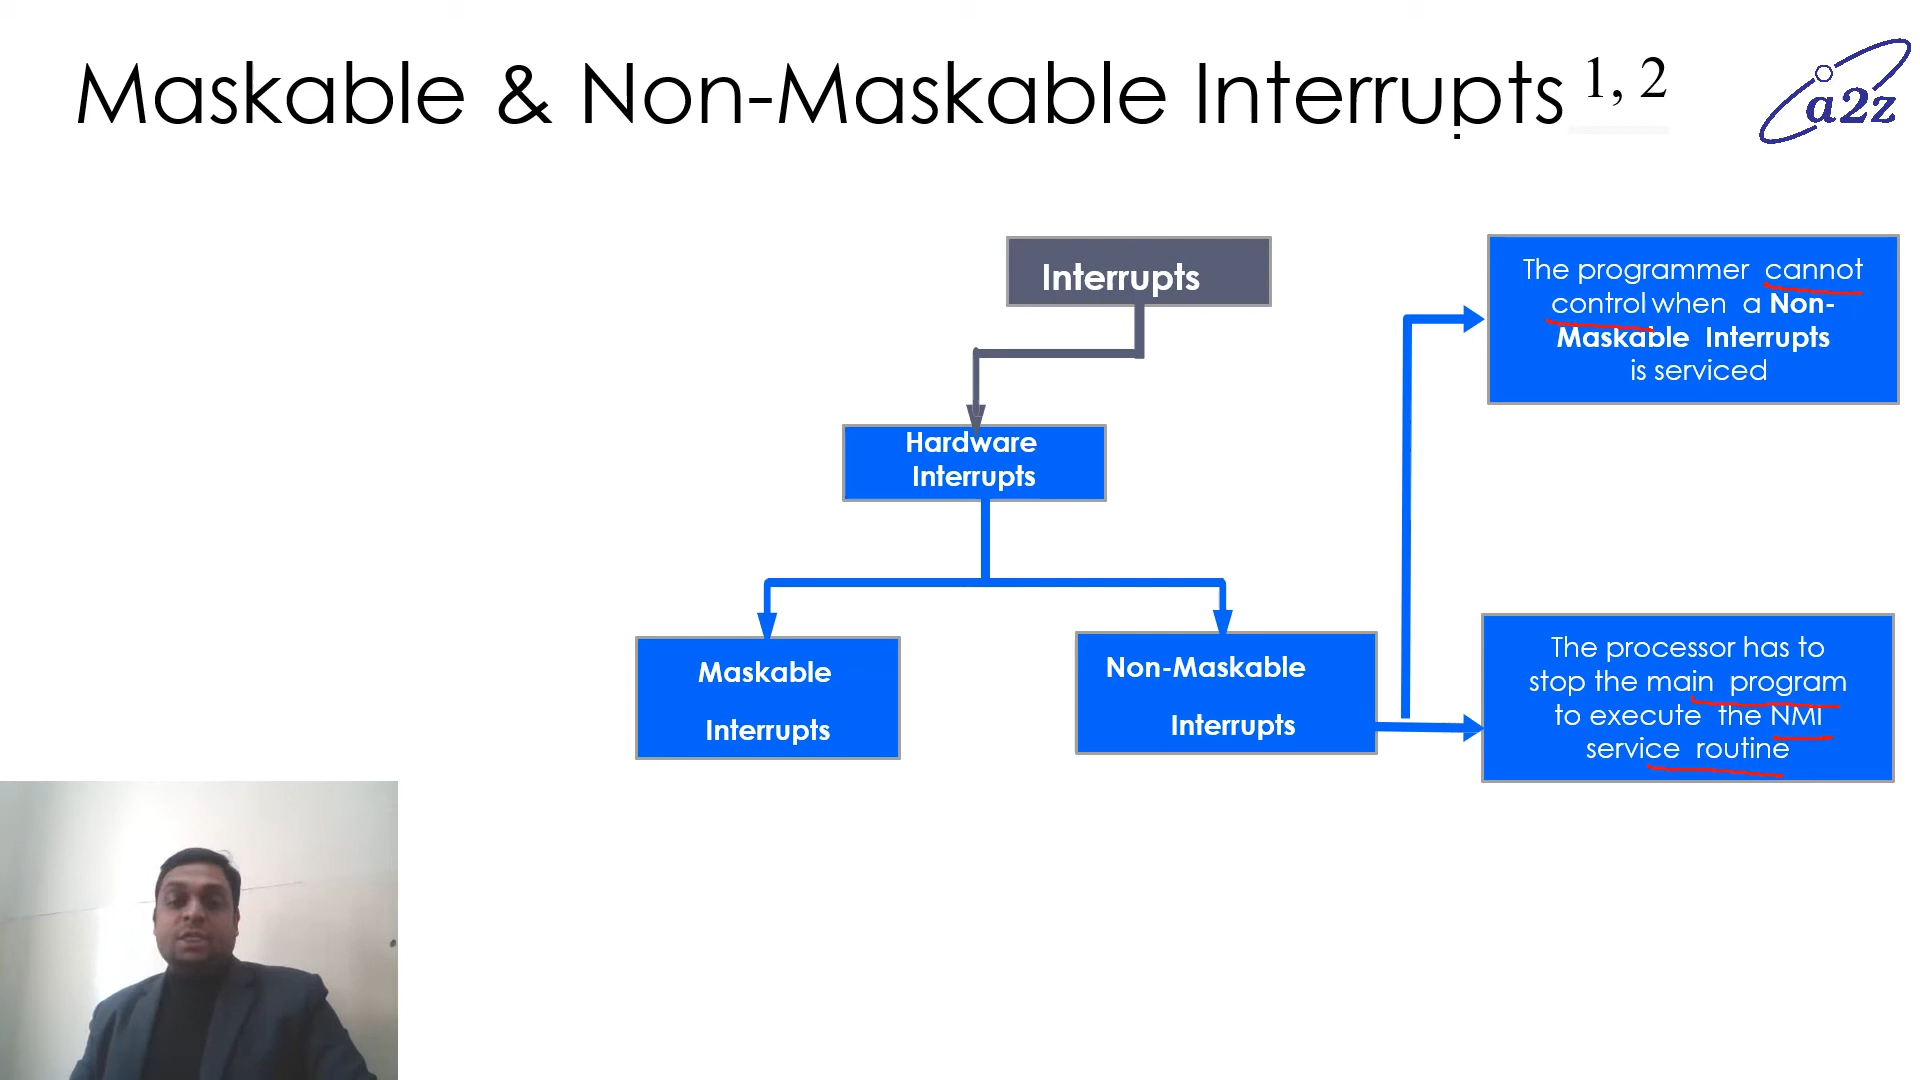 Maskable & Non-Maskable Interrupts 1, 2
a2z
Interrupts
Hardware
Interrupts
Maskable
Interrupts
Non-Maskable
Interrupts
The programmer cannot
control when a Non-
Maskable Interrupts
is serviced
The processor has to
stop the main program
to execute the NMI
service routine